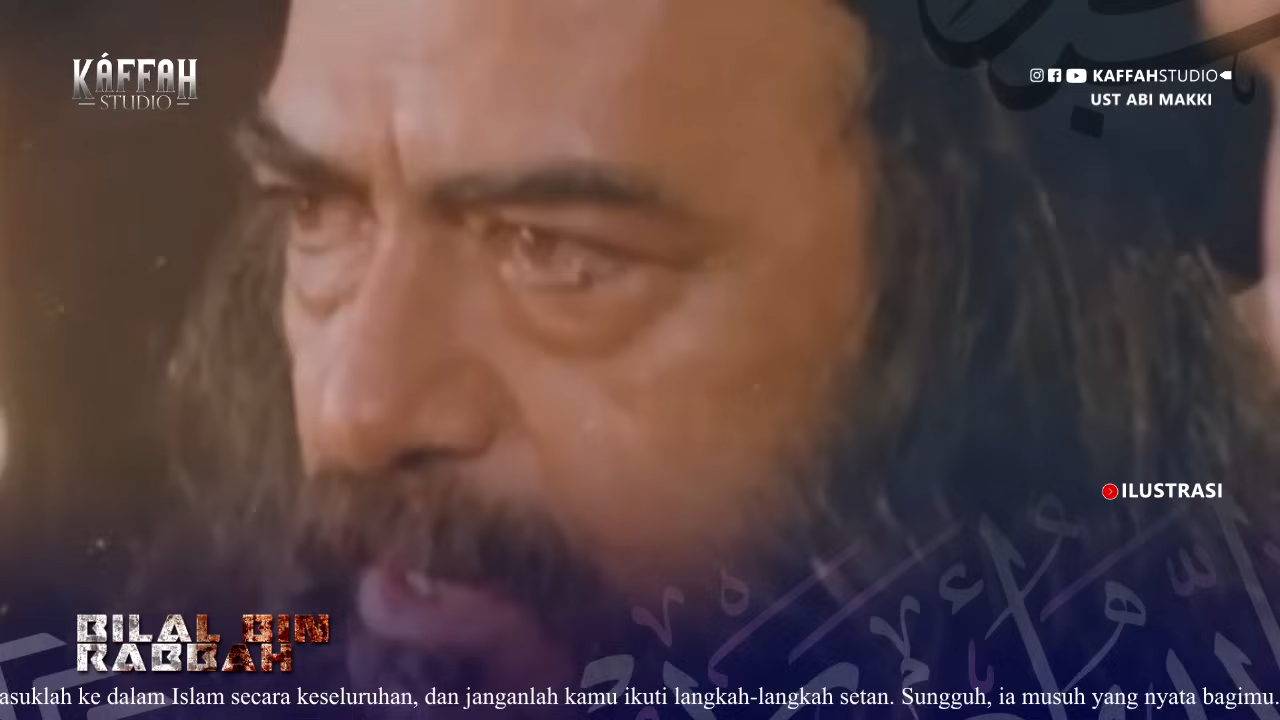 KÁFFAH
STUDIO
KAFFAHSTUDIO
UST ABI MAKKI
ILUSTRASI
BILAL BIN
RABBAH
asuklah ke dalam Islam secara keseluruhan, dan janganlah kamu ikuti langkah-langkah setan. Sungguh, ia musuh yang nyata bagimu.